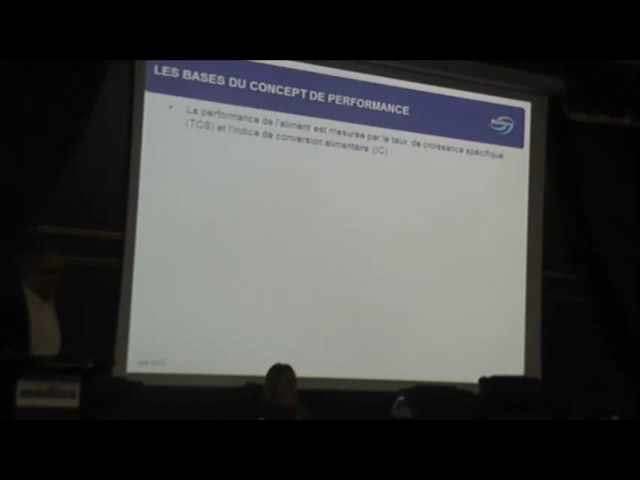 LES BASES DU CONCEPT DE PERFORMANCE
• La performance de l'aliment est mesurée par le taux de croissance spécifique
(TCS) et l'indice de conversion alimentaire (IC)